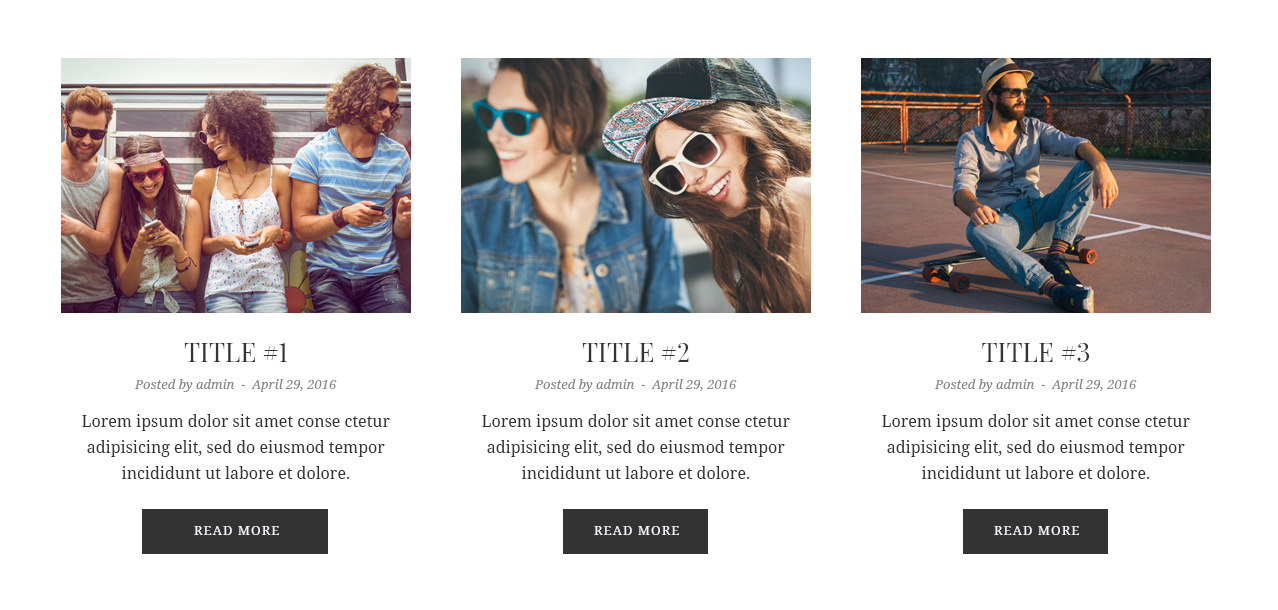 TITLE #1
Posted by admin - April 29, 2016
Lorem ipsum dolor sit amet conse ctetur
adipisicing elit, sed do eiusmod tempor
incididunt ut labore et dolore.
READ MORE
TITLE #2
Posted by admin - April 29, 2016
Lorem ipsum dolor sit amet conse ctetur
adipisicing elit, sed do eiusmod tempor
incididunt ut labore et dolore.
READ MORE
TITLE #3
Posted by admin - April 29, 2016
Lorem ipsum dolor sit amet conse ctetur
adipisicing elit, sed do eiusmod tempor
incididunt ut labore et dolore.
READ MORE